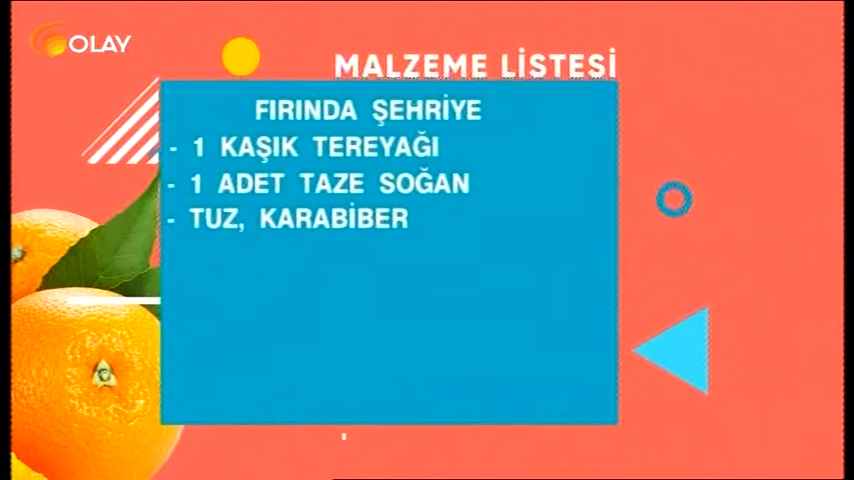 OLAY
MALZEME LİSTESİ
FIRINDA ŞEHRİYE
- 1 KAŞIK TEREYAĞI
- 1 ADET TAZE SOĞAN
- TUZ, KARABİBER